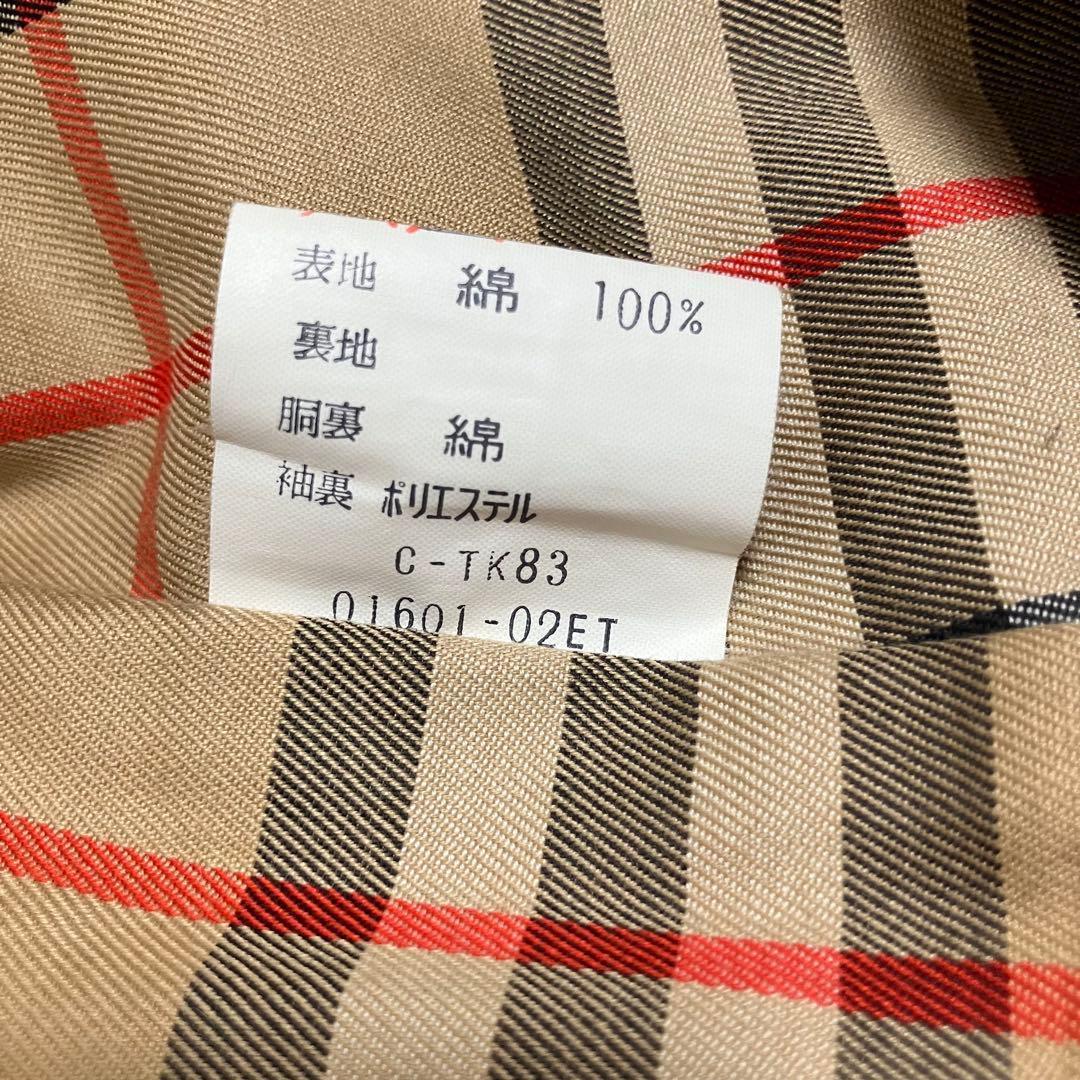 表地 綿 100%
裏地
胴裏 綿
袖裏 ポリエステル
C-TK83
01601-02ET